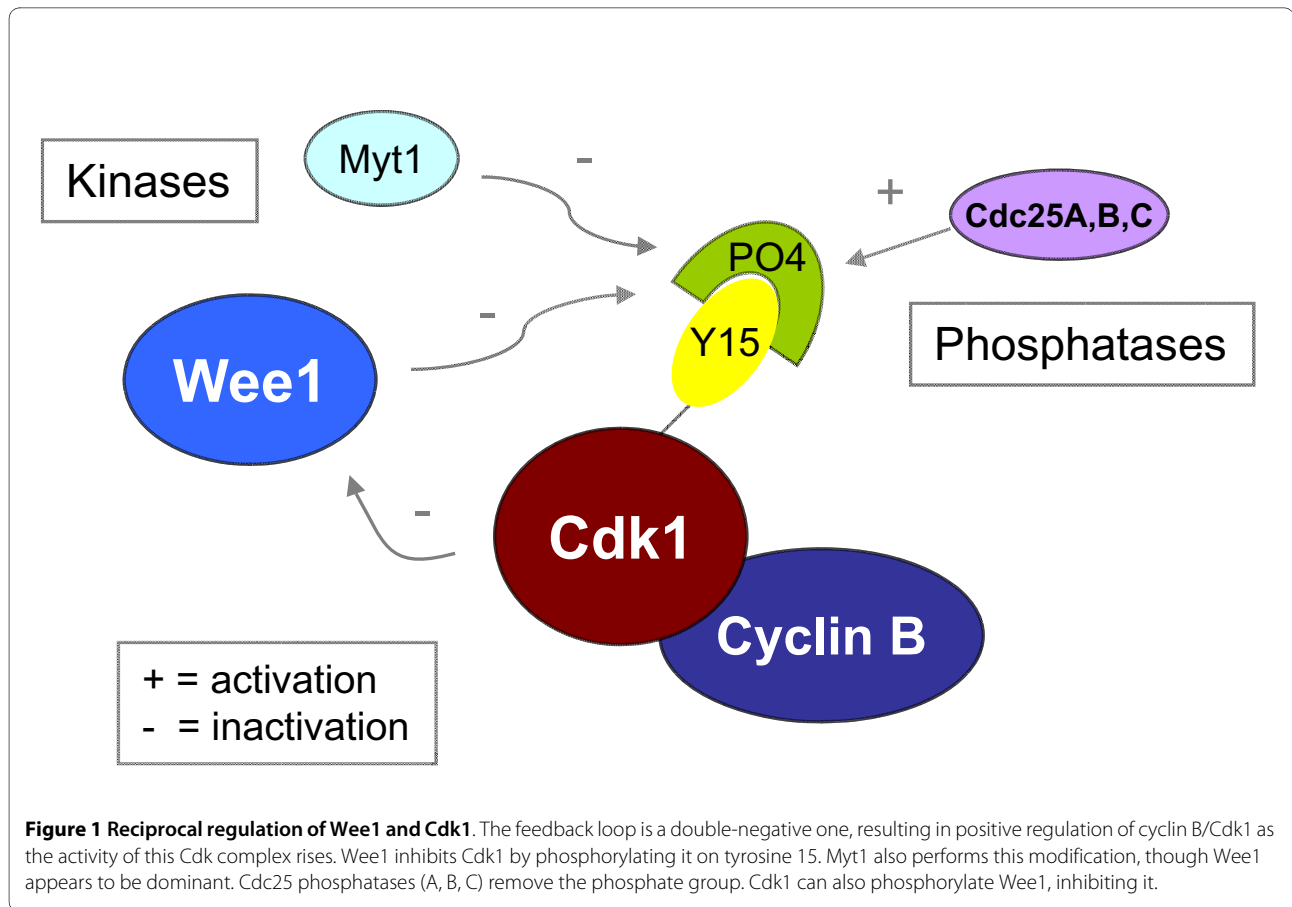 Kinases
Myt1
-
+
Cdc25A,B,C
PO4
Y15
-
Wee1
Phosphatases
-
Cdk1
Cyclin B
+ = activation
- = inactivation
Figure 1 Reciprocal regulation of Wee1 and Cdk1. The feedback loop is a double-negative one, resulting in positive regulation of cyclin B/Cdk1 as
the activity of this Cdk complex rises. Wee1 inhibits Cdk1 by phosphorylating it on tyrosine 15. Myt1 also performs this modification, though Wee1
appears to be dominant. Cdc25 phosphatases (A, B, C) remove the phosphate group. Cdk1 can also phosphorylate Wee1, inhibiting it.